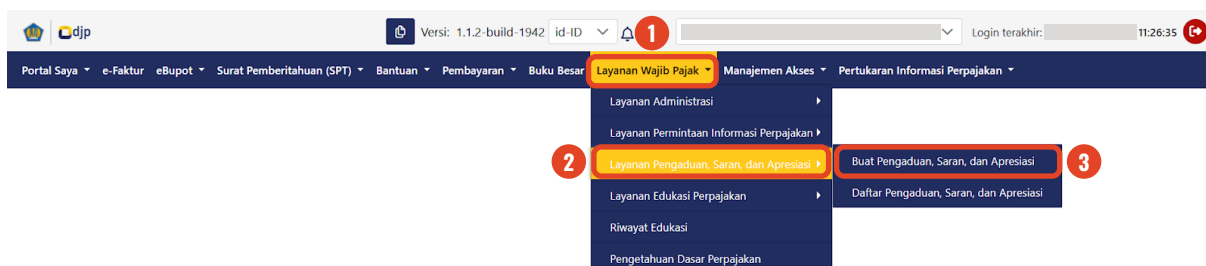 djp Versi: 1.1.2-build-1942 id-ID 1 Login terakhir: 11:26:35
Portal Saya e-Faktur eBupot Surat Pemberitahuan (SPT) Bantuan Pembayaran Buku Besar Layanan Wajib Pajak Manajemen Akses Pertukaran Informasi Perpajakan
Layanan Administrasi
Layanan Permintaan Informasi Perpajakan
2 Layanan Pengaduan, Saran, dan Apresiasi Buat Pengaduan, Saran, dan Apresiasi 3
Layanan Edukasi Perpajakan Daftar Pengaduan, Saran, dan Apresiasi
Riwayat Edukasi
Pengetahuan Dasar Perpajakan